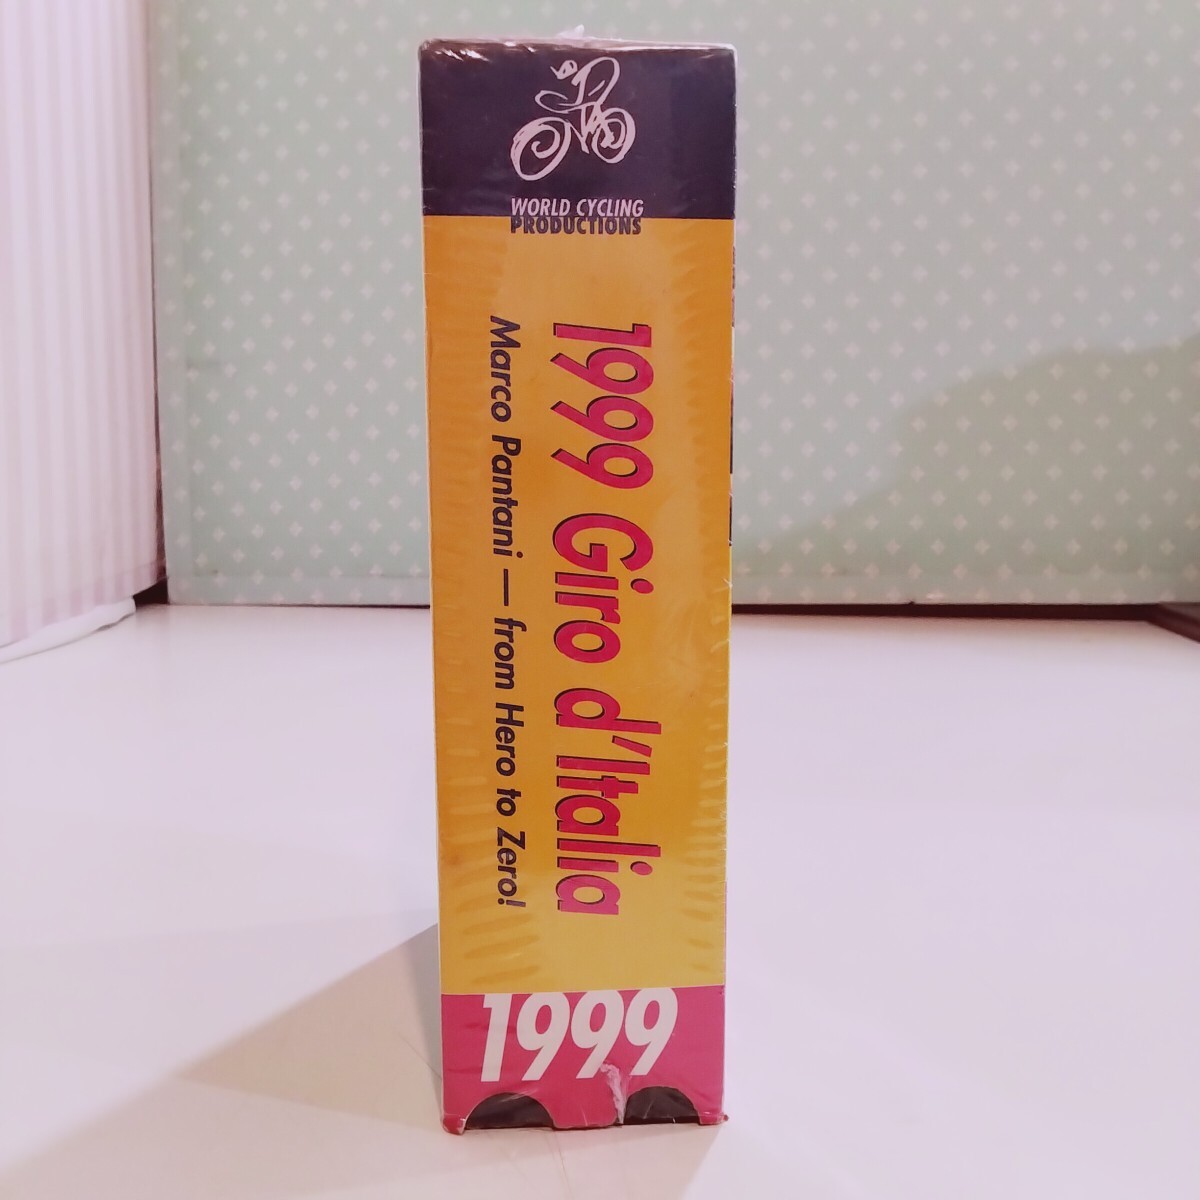 WORLD CYCLING
PRODUCTIONS
1999 Giro d'Italia
Marco Pantani — from Hero to Zero!
1999